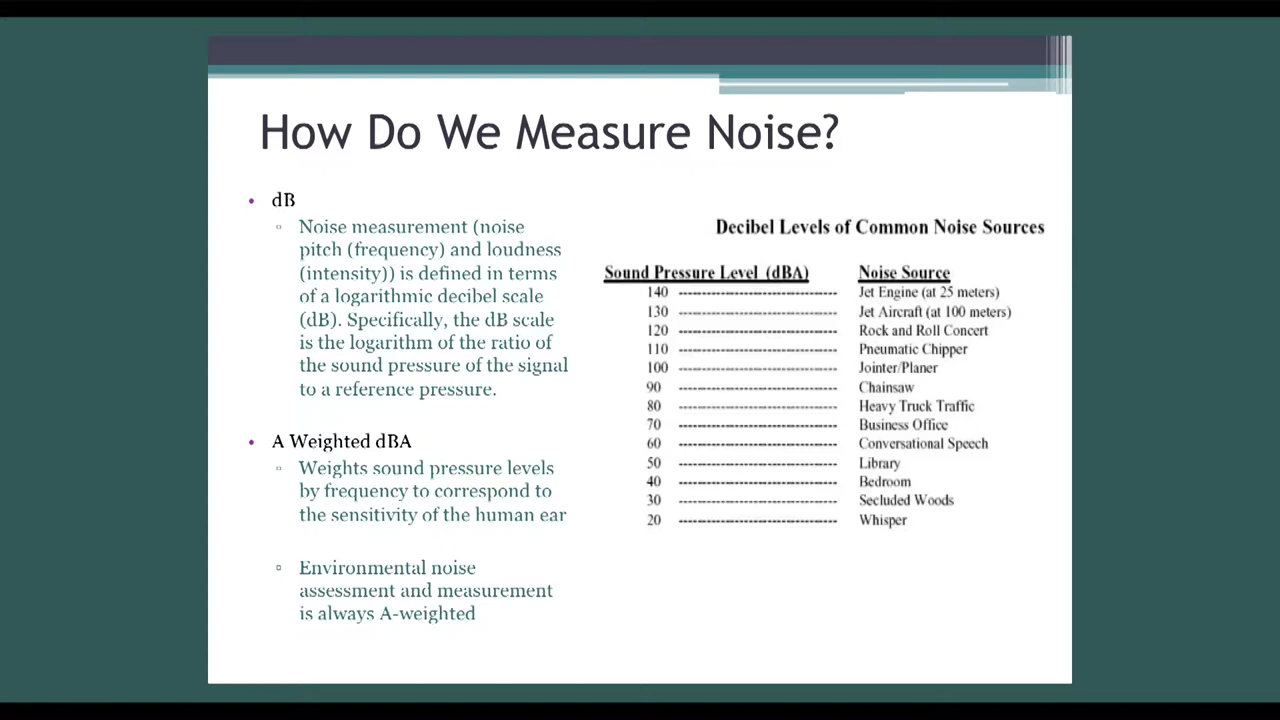 How Do We Measure Noise?
• dB
▫ Noise measurement (noise
pitch (frequency) and loudness
(intensity)) is defined in terms
of a logarithmic decibel scale
(dB). Specifically, the dB scale
is the logarithm of the ratio of
the sound pressure of the signal
to a reference pressure.
• A Weighted dBA
▫ Weights sound pressure levels
by frequency to correspond to
the sensitivity of the human ear
▫ Environmental noise
assessment and measurement
is always A-weighted
Decibel Levels of Common Noise Sources
Sound Pressure Level (dBA) Noise Source
140 ---------------------------------- Jet Engine (at 25 meters)
130 ---------------------------------- Jet Aircraft (at 100 meters)
120 ---------------------------------- Rock and Roll Concert
110 ---------------------------------- Pneumatic Chipper
100 ---------------------------------- Jointer/Planer
90 ---------------------------------- Chainsaw
80 ---------------------------------- Heavy Truck Traffic
70 ---------------------------------- Business Office
60 ---------------------------------- Conversational Speech
50 ---------------------------------- Library
40 ---------------------------------- Bedroom
30 ---------------------------------- Secluded Woods
20 ---------------------------------- Whisper